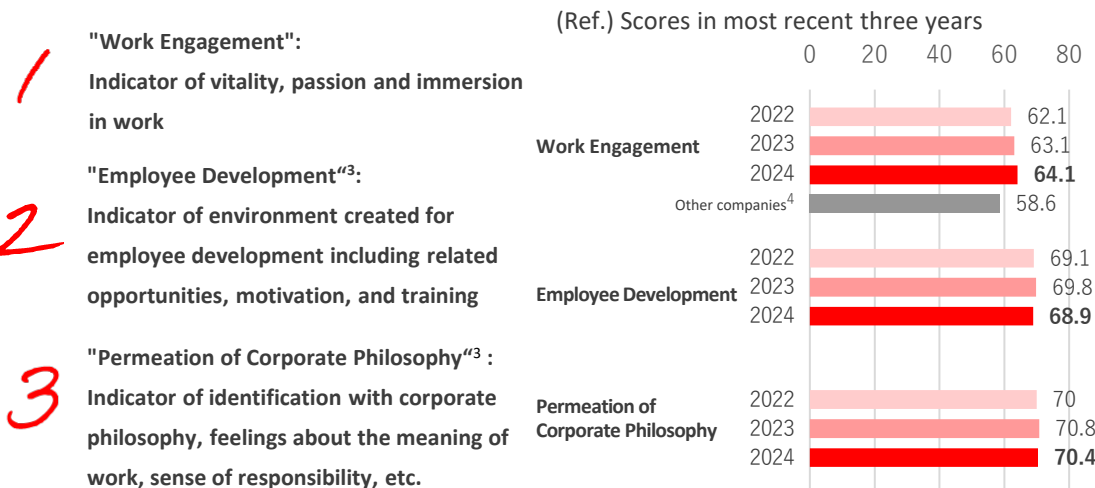 1
"Work Engagement":
Indicator of vitality, passion and immersion
in work
2
"Employee Development“3:
Indicator of environment created for
employee development including related
opportunities, motivation, and training
3
"Permeation of Corporate Philosophy“3 :
Indicator of identification with corporate
philosophy, feelings about the meaning of
work, sense of responsibility, etc.
(Ref.) Scores in most recent three years
0 20 40 60 80
Work Engagement
2022 62.1
2023 63.1
2024 64.1
Other companies4 58.6
Employee Development
2022 69.1
2023 69.8
2024 68.9
Permeation of
Corporate Philosophy
2022 70
2023 70.8
2024 70.4